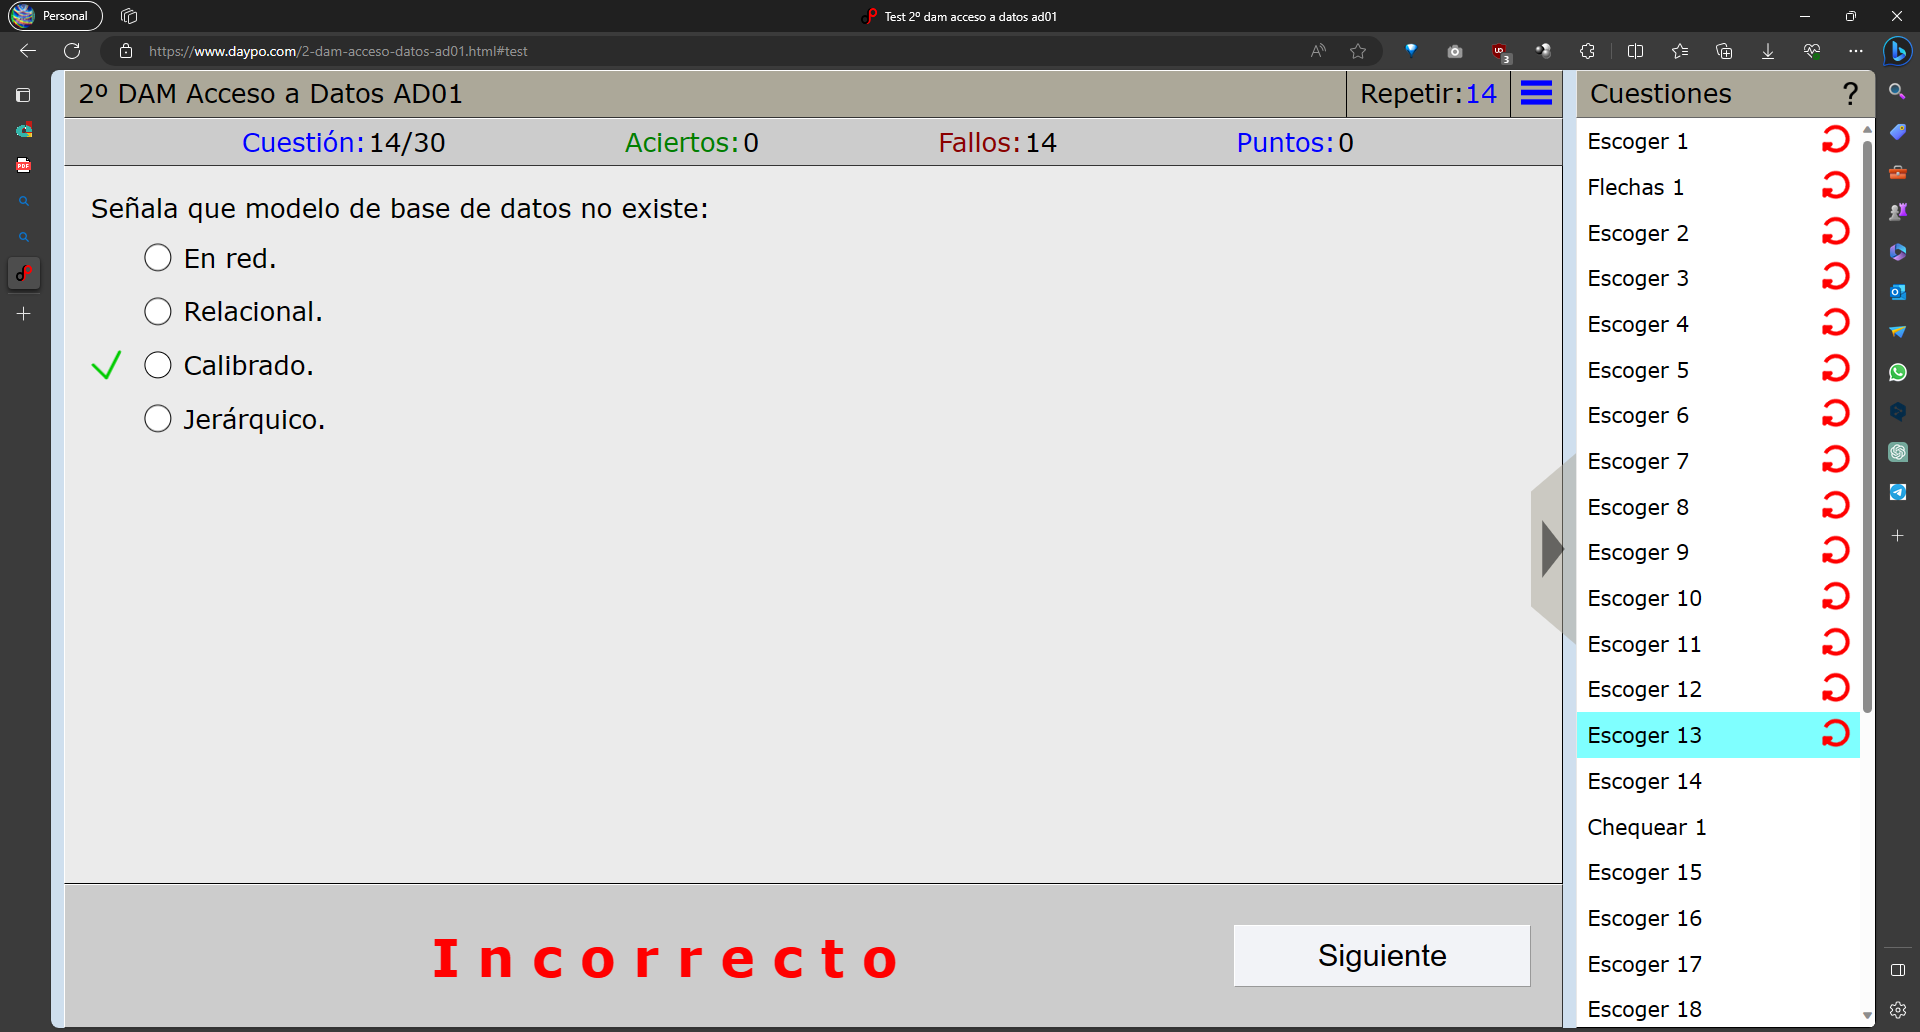 Personal
Test 2º dam acceso a datos ad01
https://www.daypo.com/2-dam-acceso-datos-ad01.html#test
2º DAM Acceso a Datos AD01
Repetir:14
Cuestión:14/30
Aciertos:0
Fallos:14
Puntos:0
Señala que modelo de base de datos no existe:
En red.
Relacional.
Calibrado.
Jerárquico.
Incorrecto
Siguiente
Cuestiones
?
Escoger 1
Flechas 1
Escoger 2
Escoger 3
Escoger 4
Escoger 5
Escoger 6
Escoger 7
Escoger 8
Escoger 9
Escoger 10
Escoger 11
Escoger 12
Escoger 13
Escoger 14
Chequear 1
Escoger 15
Escoger 16
Escoger 17
Escoger 18
3
PDF